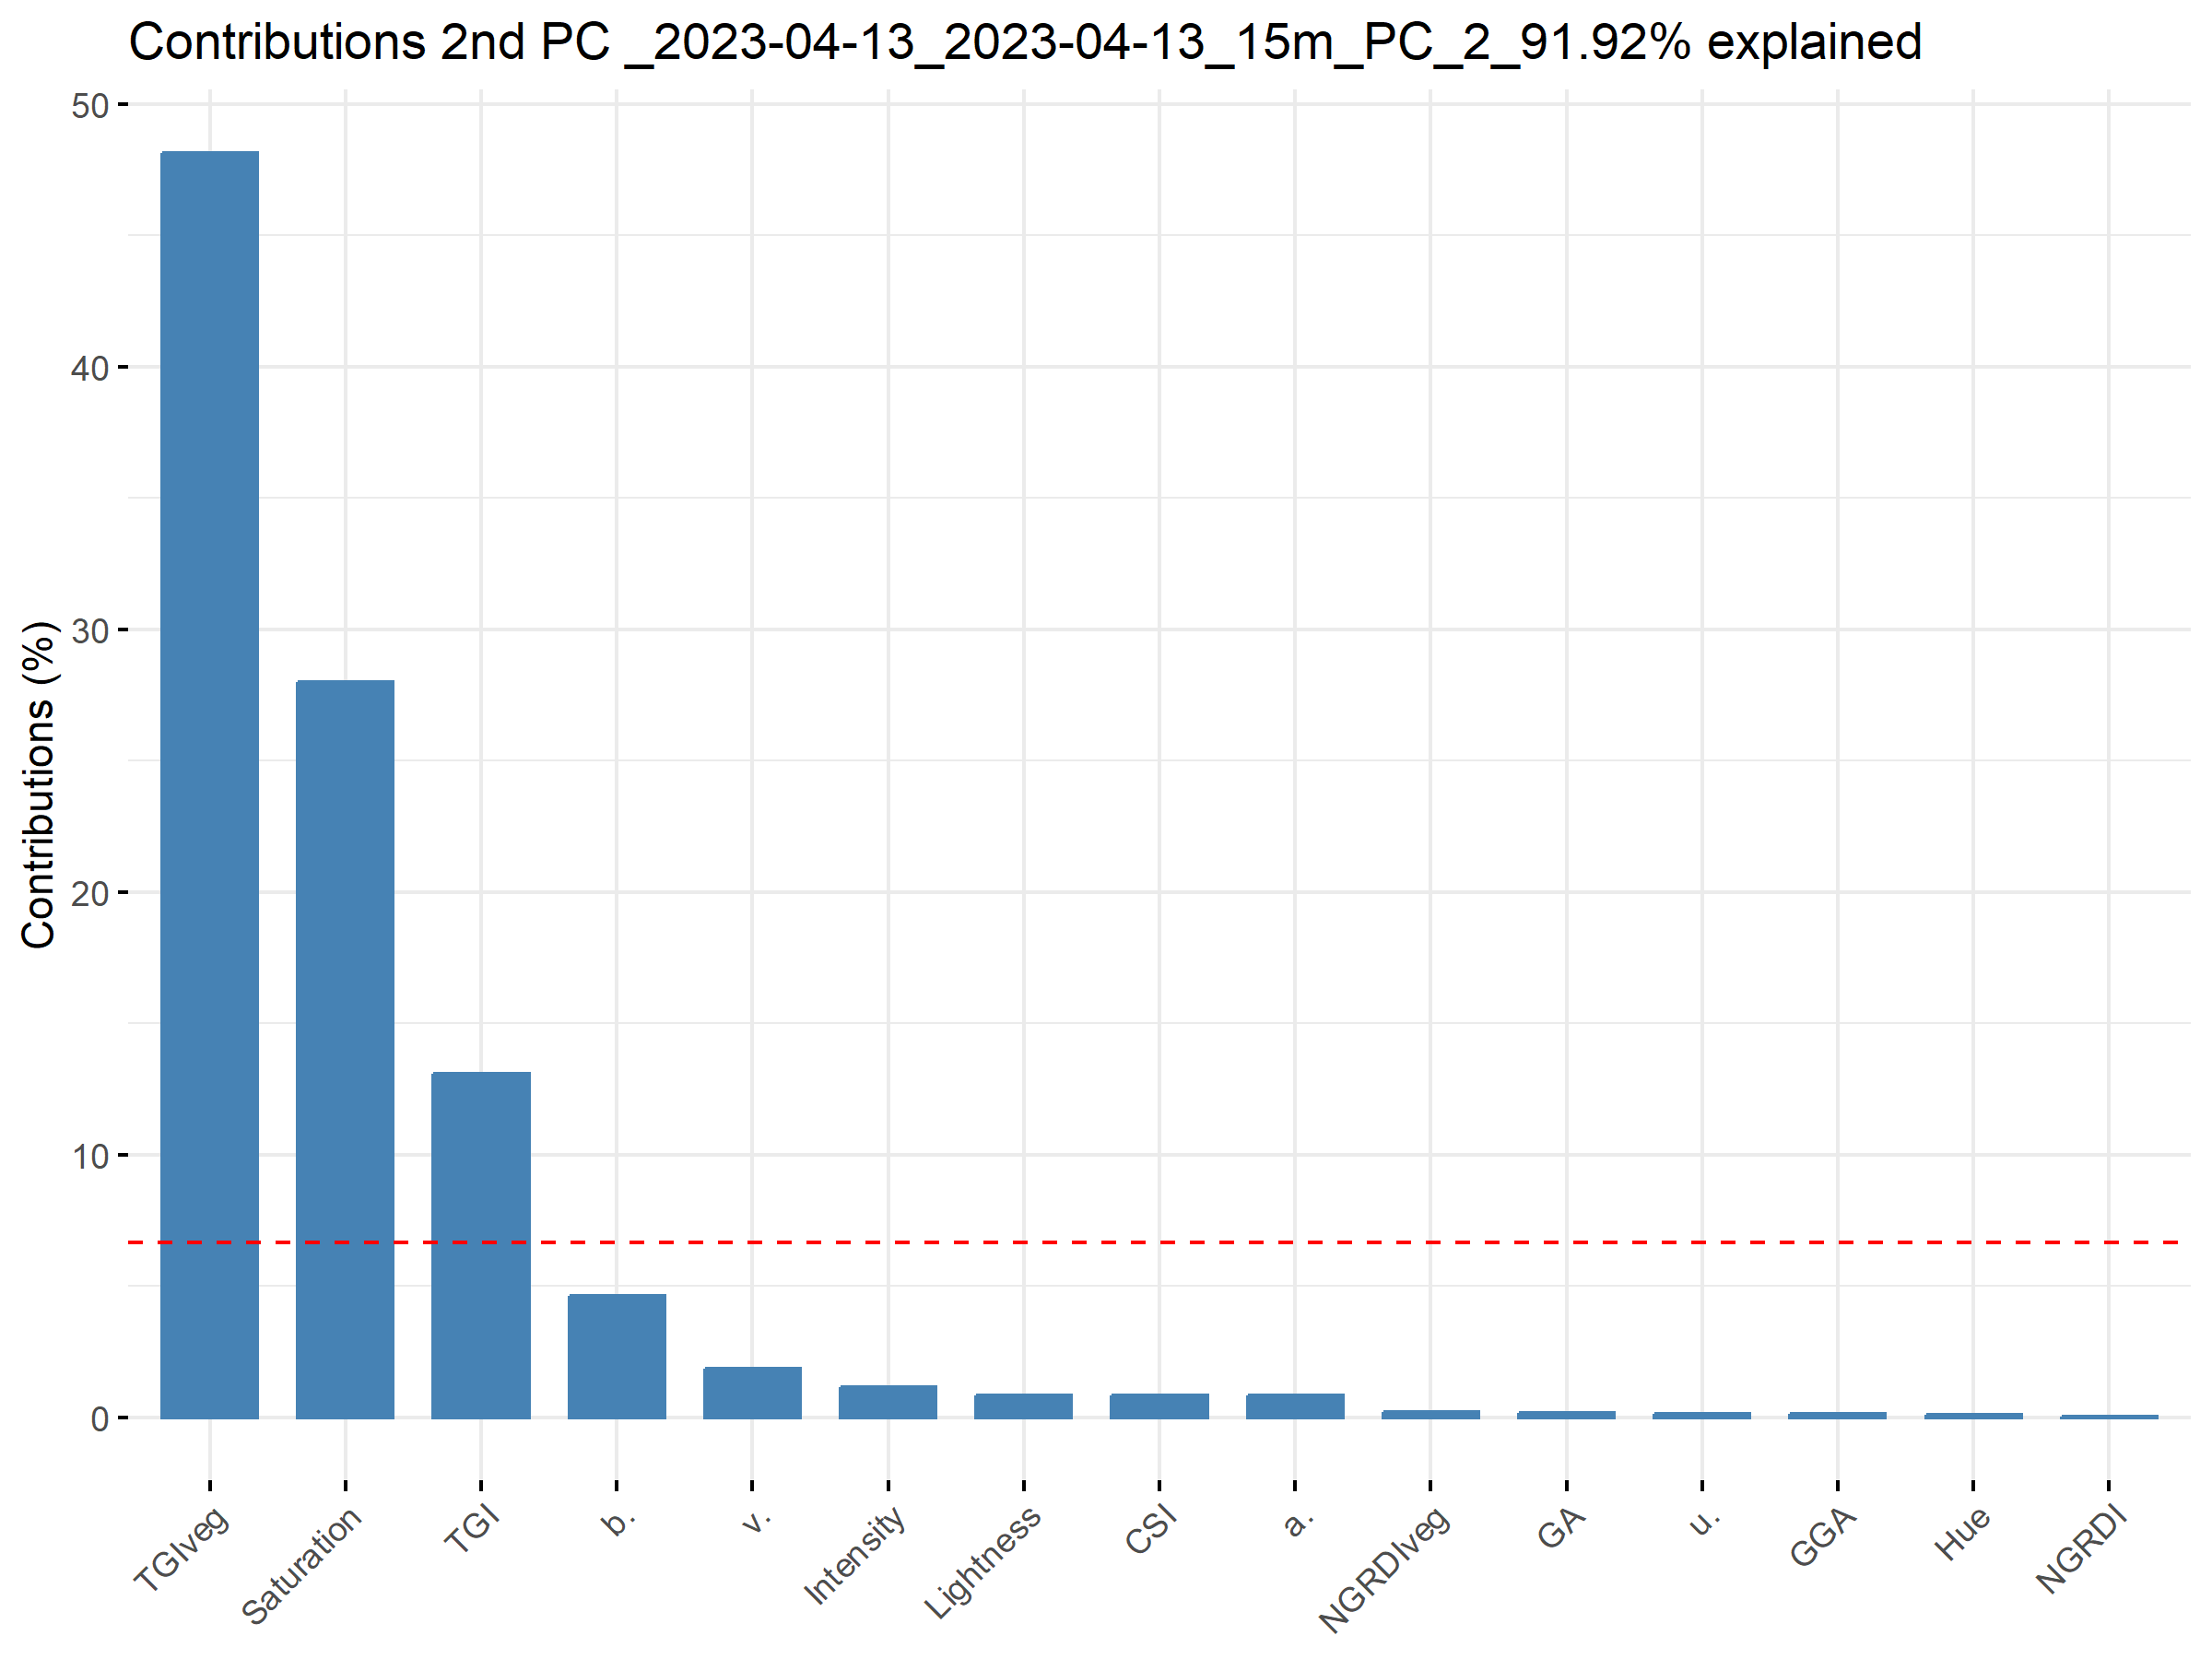 Contributions 2nd PC _2023-04-13_2023-04-13_15m_PC_2_91.92% explained
Contributions (%)
50
40
30
20
10
0
TGIveg
Saturation
TGI
b.
v.
Intensity
Lightness
CSI
a.
NGRDIveg
GA
u.
GGA
Hue
NGRDI